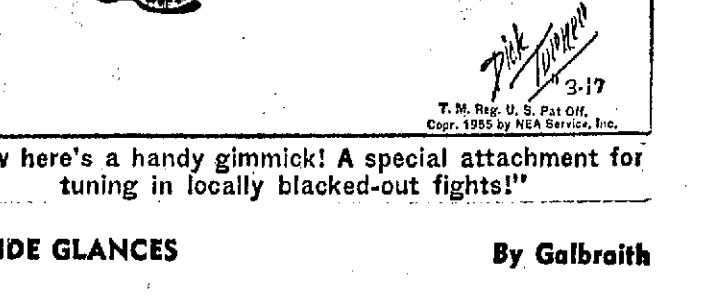 Dick
Turner
3-17
T. M. Reg. U. S. Pat Off.
Copr. 1955 by NEA Service, Inc.
here's a handy gimmick! A special attachment for
tuning in locally blacked-out fights!"
IDE GLANCES By Galbraith